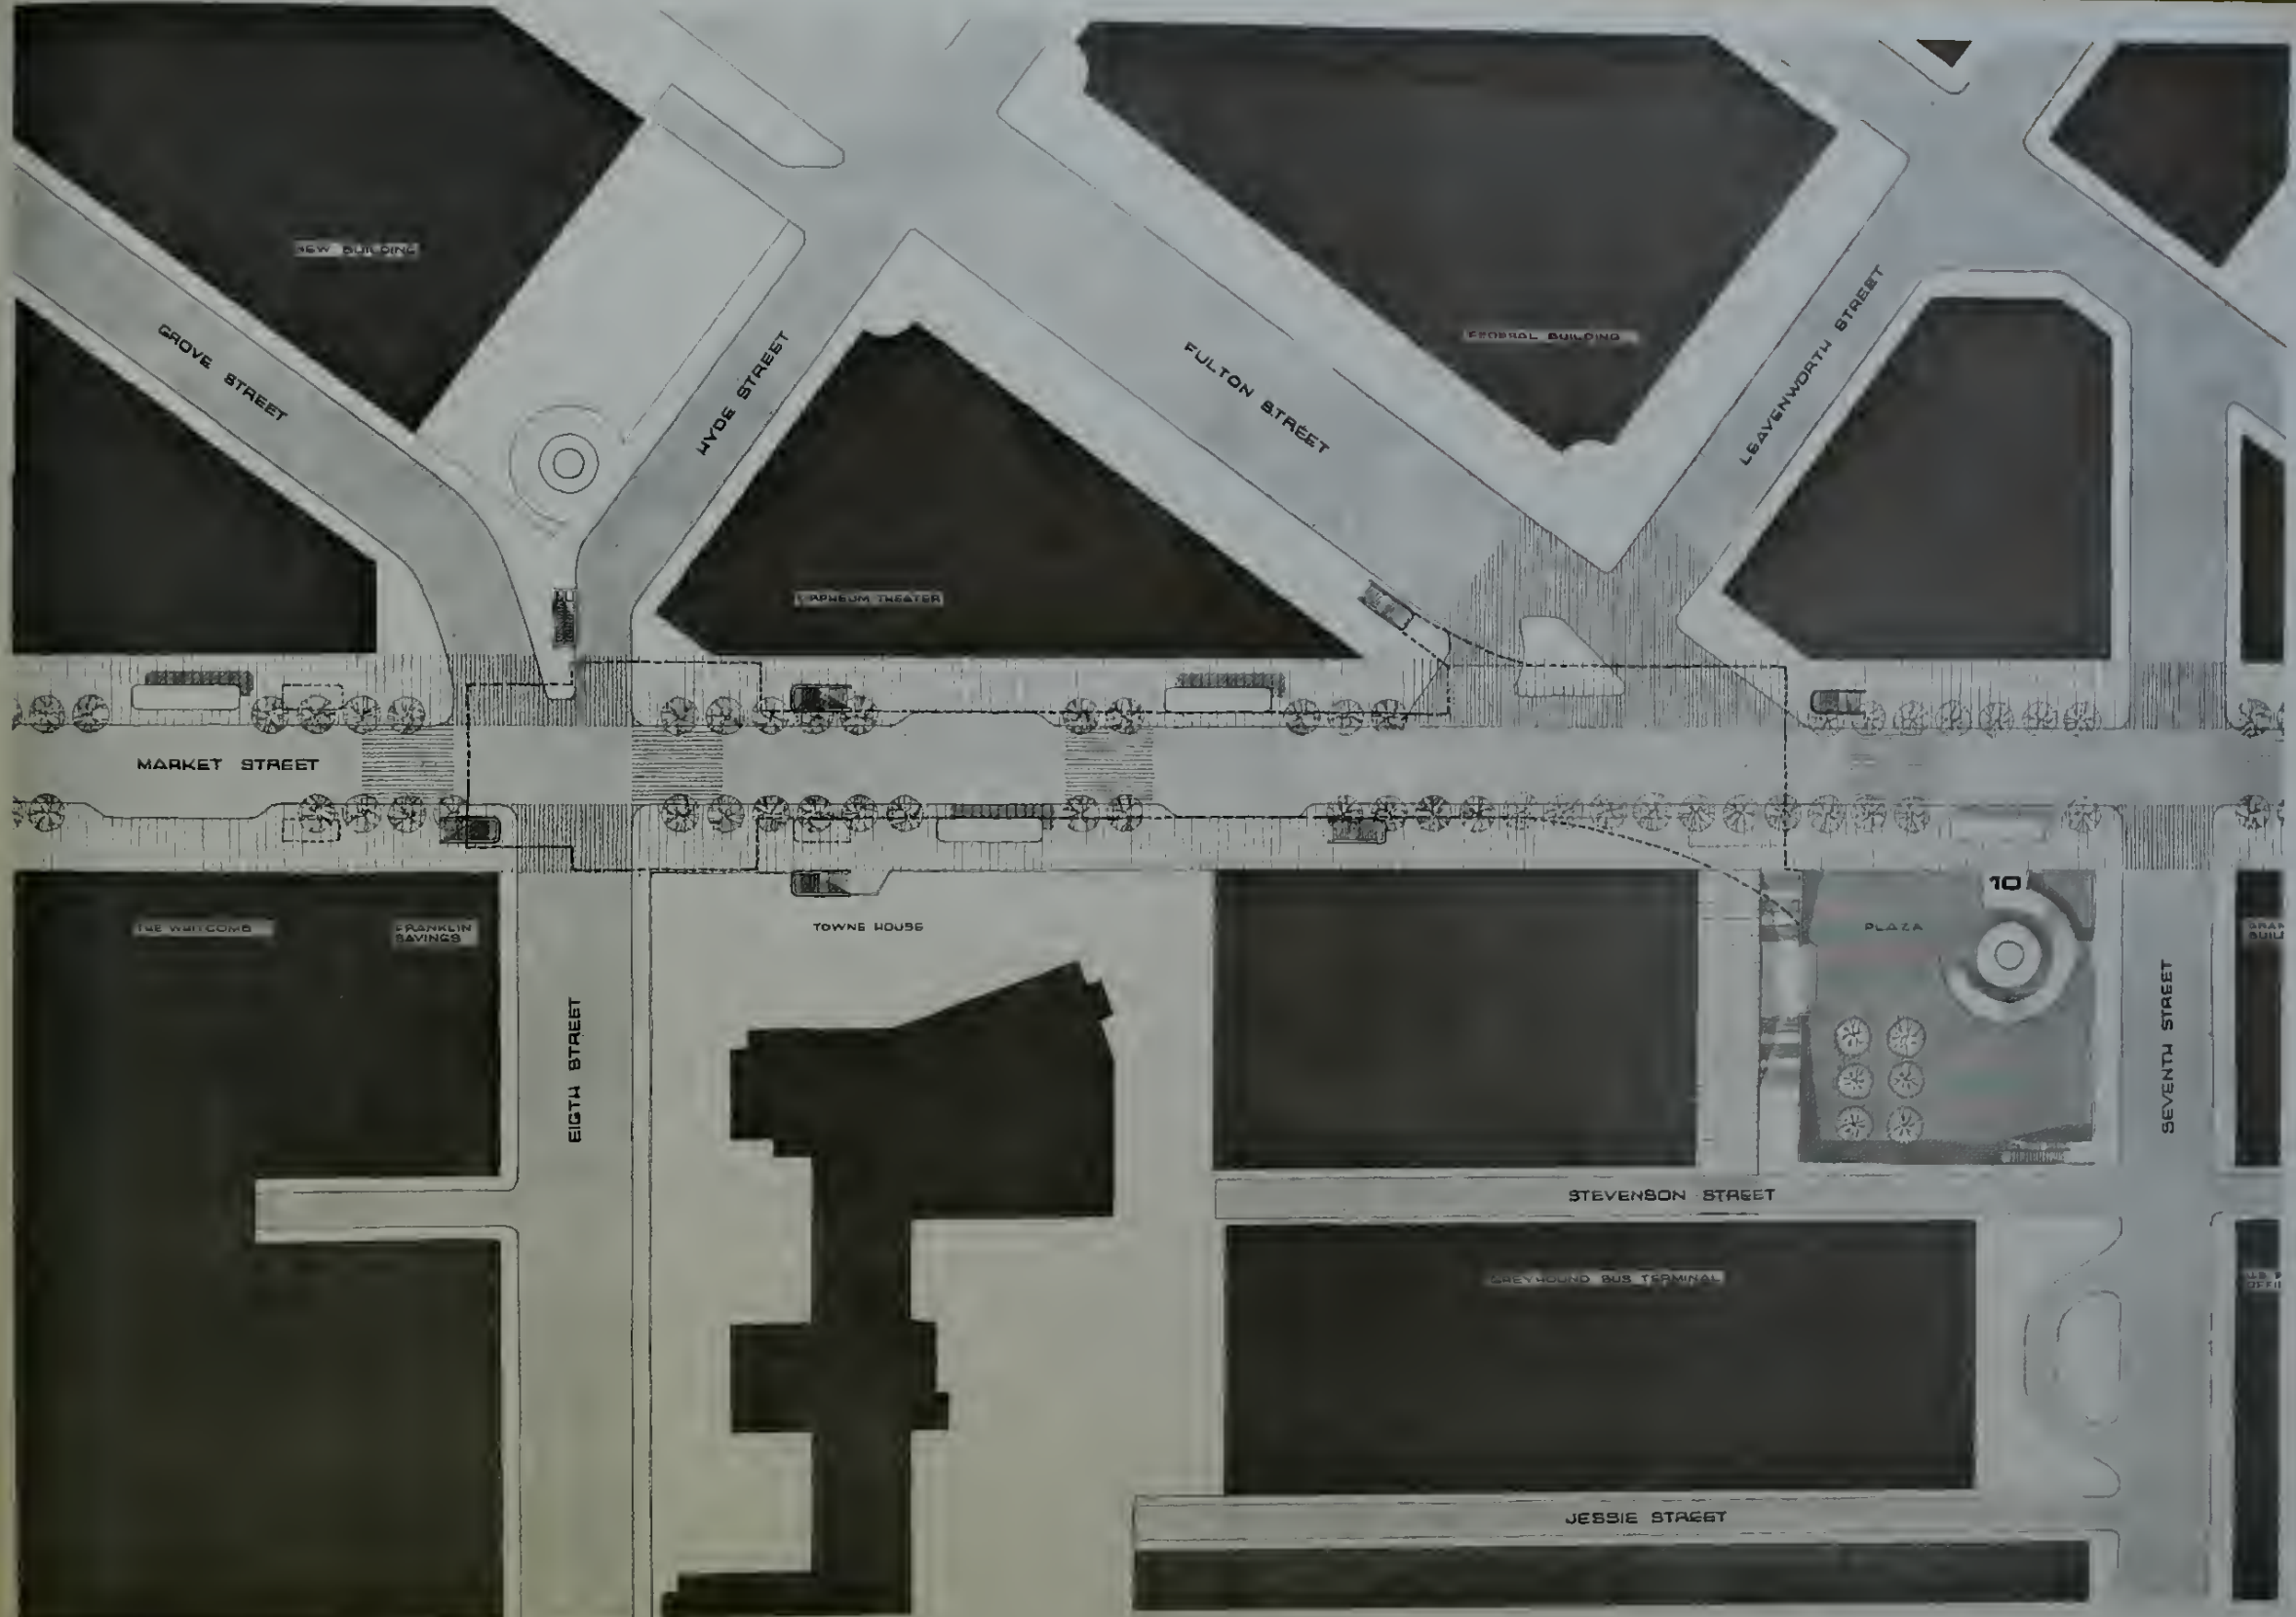 NEW BUILDING
GROVE STREET
HYDE STREET
FULTON STREET
FEDERAL BUILDING
LEAVENWORTH STREET
ORPHEUM THEATER
MARKET STREET
THE WHITCOMB
FRANKLIN
SAVINGS
TOWNE HOUSE
10
PLAZA
EIGTH STREET
SEVENTH STREET
STEVENSON STREET
GREYHOUND BUS TERMINAL
JESSIE STREET